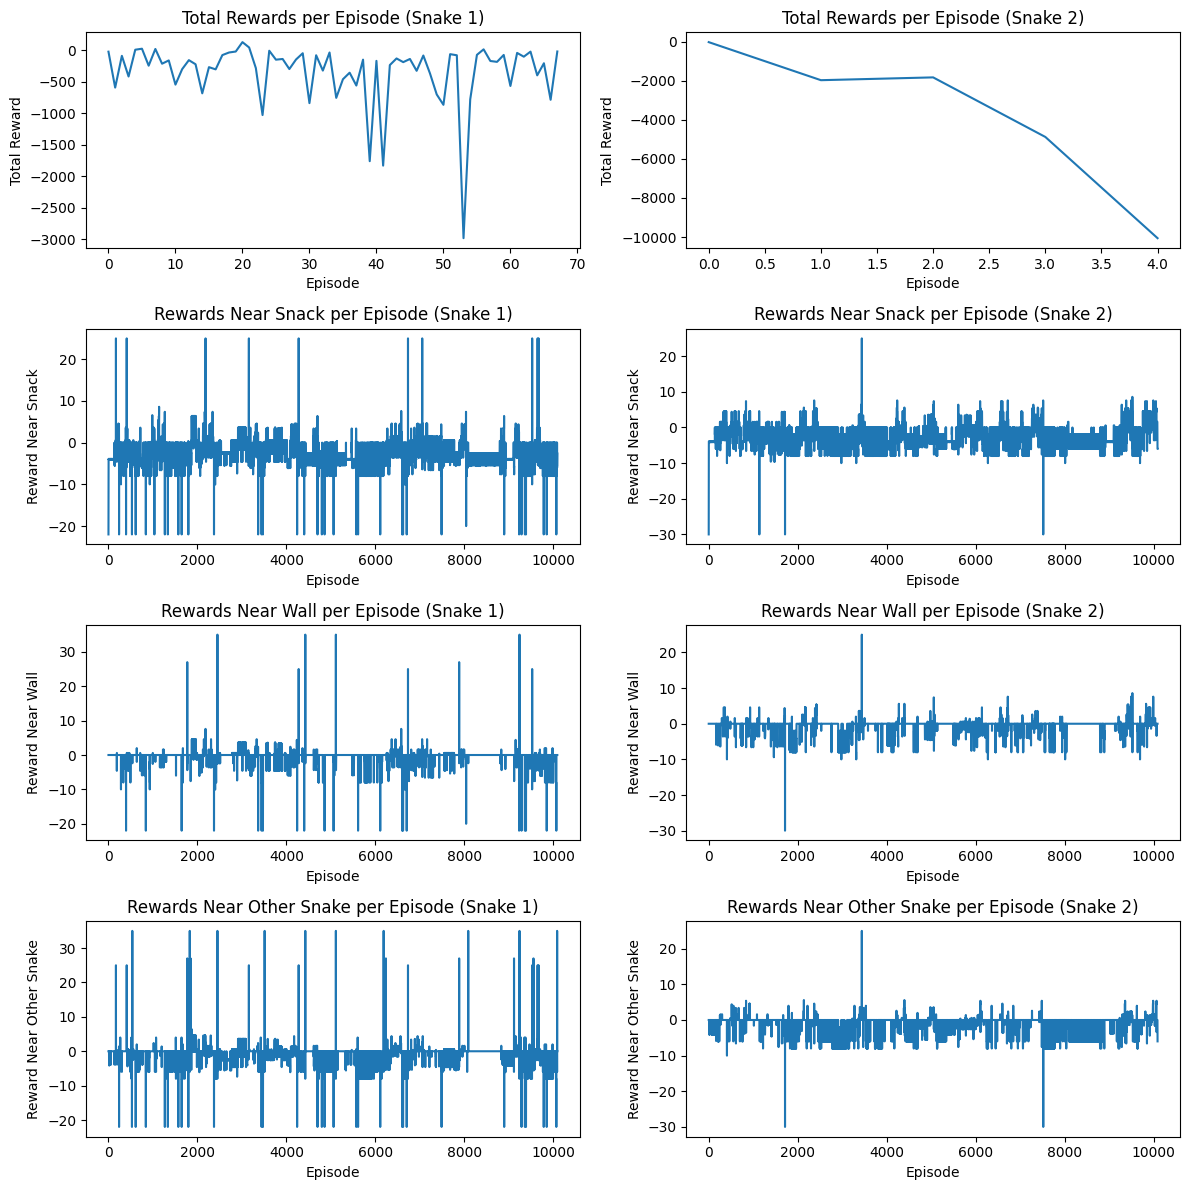 Total Rewards per Episode (Snake 1)
Total Reward
0
−500
−1000
−1500
−2000
−2500
−3000
0 10 20 30 40 50 60 70
Episode
Total Rewards per Episode (Snake 2)
Total Reward
0
−2000
−4000
−6000
−8000
−10000
0.0 0.5 1.0 1.5 2.0 2.5 3.0 3.5 4.0
Episode
Rewards Near Snack per Episode (Snake 1)
Reward Near Snack
20
10
0
−10
−20
0 2000 4000 6000 8000 10000
Episode
Rewards Near Snack per Episode (Snake 2)
Reward Near Snack
20
10
0
−10
−20
−30
0 2000 4000 6000 8000 10000
Episode
Rewards Near Wall per Episode (Snake 1)
Reward Near Wall
30
20
10
0
−10
−20
0 2000 4000 6000 8000 10000
Episode
Rewards Near Wall per Episode (Snake 2)
Reward Near Wall
20
10
0
−10
−20
−30
0 2000 4000 6000 8000 10000
Episode
Rewards Near Other Snake per Episode (Snake 1)
Reward Near Other Snake
30
20
10
0
−10
−20
0 2000 4000 6000 8000 10000
Episode
Rewards Near Other Snake per Episode (Snake 2)
Reward Near Other Snake
20
10
0
−10
−20
−30
0 2000 4000 6000 8000 10000
Episode